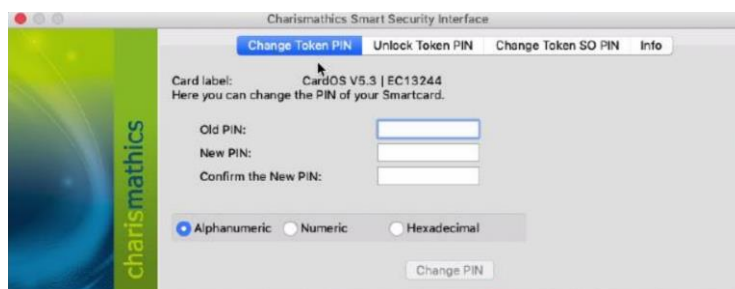 Charismathics Smart Security Interface
Change Token PIN Unlock Token PIN Change Token SO PIN Info
Card label: CardOS V5.3 | EC13244
Here you can change the PIN of your Smartcard.
Old PIN:
New PIN:
Confirm the New PIN:
Alphanumeric Numeric Hexadecimal
Change PIN
charismathics